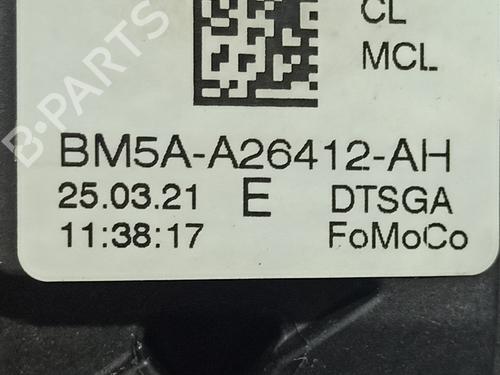 CL
MCL
BM5A-A26412-AH
25.03.21 E DTSGA
11:38:17 FoMoCo
B-PARTS